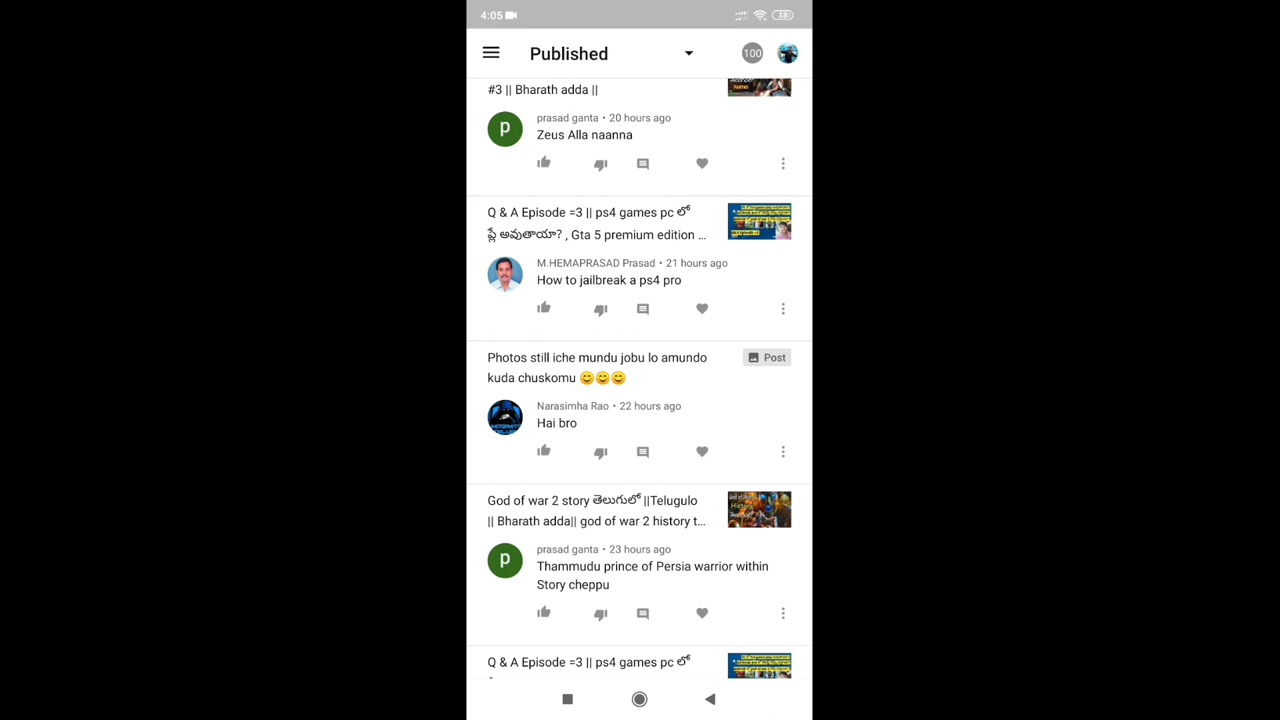 4:05
38
Published
100
#3 || Bharath adda ||
prasad ganta • 20 hours ago
Zeus Alla naanna
Q & A Episode =3 || ps4 games pc లో
ప్లే అవుతాయా? , Gta 5 premium edition ...
M.HEMAPRASAD Prasad • 21 hours ago
How to jailbreak a ps4 pro
Photos still iche mundu jobu lo amundo
Post
kuda chuskomu 😊😊😊
Narasimha Rao • 22 hours ago
Hai bro
God of war 2 story తెలుగులో ||Telugulo
|| Bharath adda|| god of war 2 history t...
prasad ganta • 23 hours ago
Thammudu prince of Persia warrior within
Story cheppu
Q & A Episode =3 || ps4 games pc లో